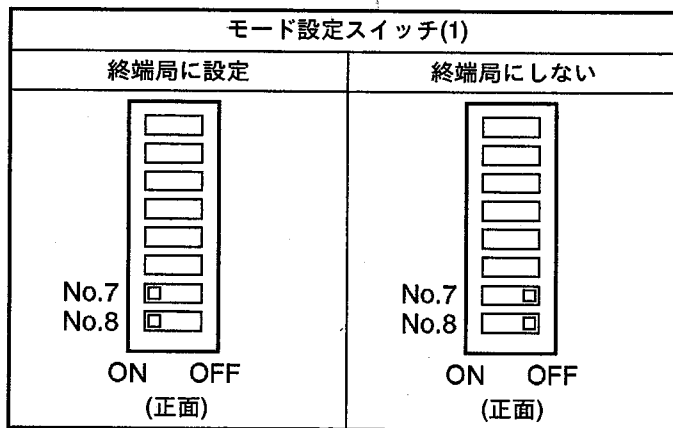 モード設定スイッチ(1)
終端局に設定
終端局にしない
No.7
No.8
ON OFF
(正面)
No.7
No.8
ON OFF
(正面)